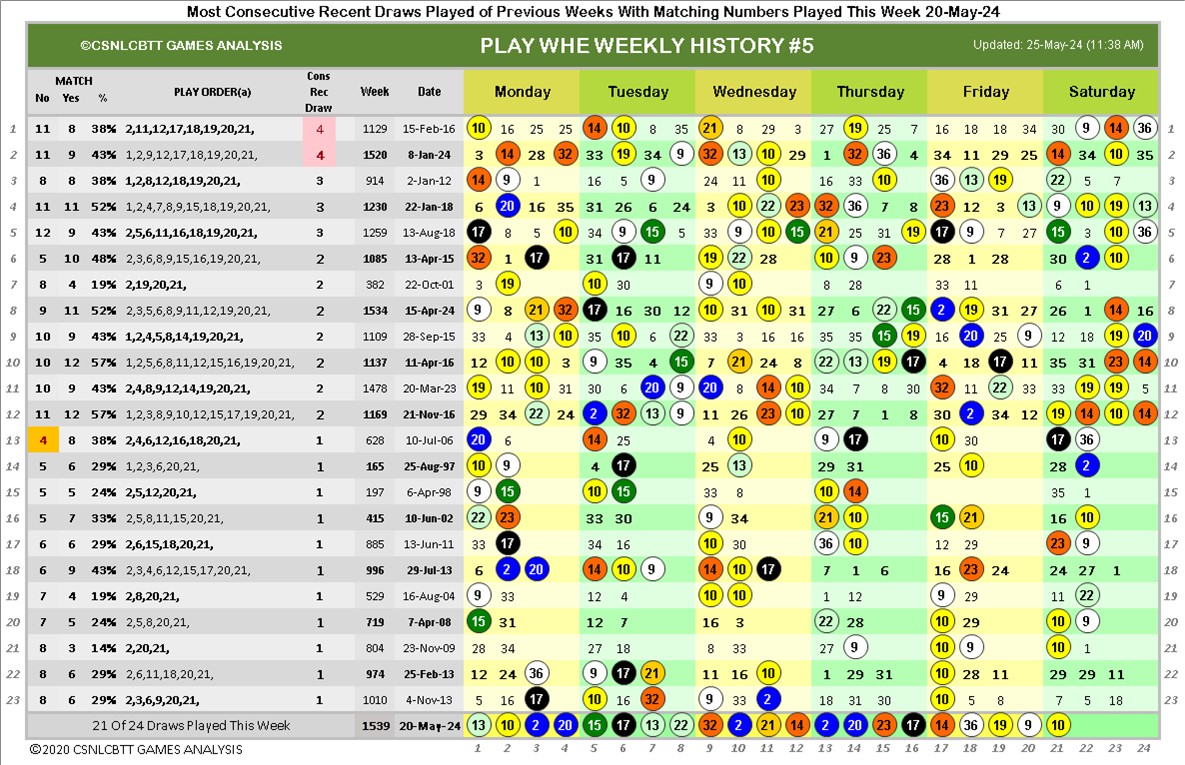 Most Consecutive Recent Draws Played of Previous Weeks With Matching Numbers Played This Week 20-May-24
©CSNLCBTT GAMES ANALYSIS PLAY WHE WEEKLY HISTORY #5 Updated: 25-May-24 (11:38 AM)
MATCH Cons Rec Draw
No Yes % PLAY ORDER(a) Week Date Monday Tuesday Wednesday Thursday Friday Saturday
1 11 8 38% 2,11,12,17,18,19,20,21, 4 1129 15-Feb-16 10 16 25 25 14 10 8 35 21 8 29 3 27 19 25 7 16 18 18 34 30 9 14 36 1
2 11 9 43% 1,2,9,12,17,18,19,20,21, 4 1520 8-Jan-24 3 14 28 32 33 19 34 9 32 13 10 29 1 32 36 4 34 11 29 25 14 34 10 35 2
3 8 8 38% 1,2,8,12,18,19,20,21, 3 914 2-Jan-12 14 9 1 16 5 9 24 11 10 16 33 10 36 13 19 22 5 7 3
4 11 11 52% 1,2,4,7,8,9,15,18,19,20,21, 3 1230 22-Jan-18 6 20 16 35 31 26 6 24 3 10 22 23 32 36 7 8 23 12 3 13 9 10 19 13 4
5 12 9 43% 2,5,6,11,16,18,19,20,21, 3 1259 13-Aug-18 17 8 5 10 34 9 15 5 33 9 10 15 21 25 31 19 17 9 7 27 15 3 10 36 5
6 5 10 48% 2,3,6,8,9,15,16,19,20,21, 2 1085 13-Apr-15 32 1 17 31 17 11 19 22 28 10 9 23 28 1 28 30 2 10 6
7 8 4 19% 2,19,20,21, 2 382 22-Oct-01 3 19 10 30 9 10 8 28 33 11 6 1 7
8 9 11 52% 2,3,5,6,8,9,11,12,19,20,21, 2 1534 15-Apr-24 9 8 21 32 17 16 30 12 10 31 10 31 27 6 22 15 2 19 31 27 26 1 14 16 8
9 10 9 43% 1,2,4,5,8,14,19,20,21, 2 1109 28-Sep-15 33 4 13 10 35 10 6 22 33 3 16 16 35 35 15 19 16 20 25 9 12 18 19 20 9
10 10 12 57% 1,2,5,6,8,11,12,15,16,19,20,21, 2 1137 11-Apr-16 12 10 10 3 9 35 4 15 7 21 24 8 22 13 19 17 4 18 17 11 35 31 23 14 10
11 10 9 43% 2,4,8,9,12,14,19,20,21, 2 1478 20-Mar-23 19 11 10 31 30 6 20 9 20 8 14 10 34 7 8 30 32 11 22 33 33 19 19 5 11
12 11 12 57% 1,2,3,8,9,10,12,15,17,19,20,21, 2 1169 21-Nov-16 29 34 22 24 2 32 13 9 11 26 23 10 27 7 1 8 30 2 34 12 19 14 10 14 12
13 4 8 38% 2,4,6,12,16,18,20,21, 1 628 10-Jul-06 20 6 14 25 4 10 9 17 10 30 17 36 13
14 5 6 29% 1,2,3,6,20,21, 1 165 25-Aug-97 10 9 4 17 25 13 29 31 25 10 28 2 14
15 5 5 24% 2,5,12,20,21, 1 197 6-Apr-98 9 15 10 15 33 8 10 14 35 1 15
16 5 7 33% 2,5,8,11,15,20,21, 1 415 10-Jun-02 22 23 33 30 9 34 21 10 15 21 16 10 16
17 6 6 29% 2,6,15,18,20,21, 1 885 13-Jun-11 33 17 34 16 10 30 36 10 12 29 23 9 17
18 6 9 43% 2,3,4,6,12,15,17,20,21, 1 996 29-Jul-13 6 2 20 14 10 9 14 10 17 7 1 6 16 23 24 24 27 1 18
19 7 4 19% 2,8,20,21, 1 529 16-Aug-04 9 33 12 4 10 10 1 12 9 29 11 22 19
20 7 5 24% 2,5,8,20,21, 1 719 7-Apr-08 15 31 12 7 16 3 22 14 10 29 10 9 20
21 8 3 14% 2,20,21, 1 804 23-Nov-09 28 34 27 18 8 33 27 9 10 9 10 1 21
22 8 6 29% 2,6,11,18,20,21, 1 974 25-Feb-13 12 24 36 9 17 21 11 16 10 1 29 31 10 28 11 29 29 11 22
23 8 6 29% 2,3,6,9,20,21, 1 1010 4-Nov-13 5 16 17 10 16 32 9 33 2 18 31 30 10 5 8 7 5 18 23
21 Of 24 Draws Played This Week 1539 20-May-24 13 10 2 20 15 17 13 22 32 2 21 14 2 20 23 17 14 36 19 9 10
©2020 CSNLCBTT GAMES ANALYSIS 1 2 3 4 5 6 7 8 9 10 11 12 13 14 15 16 17 18 19 20 21 22 23 24